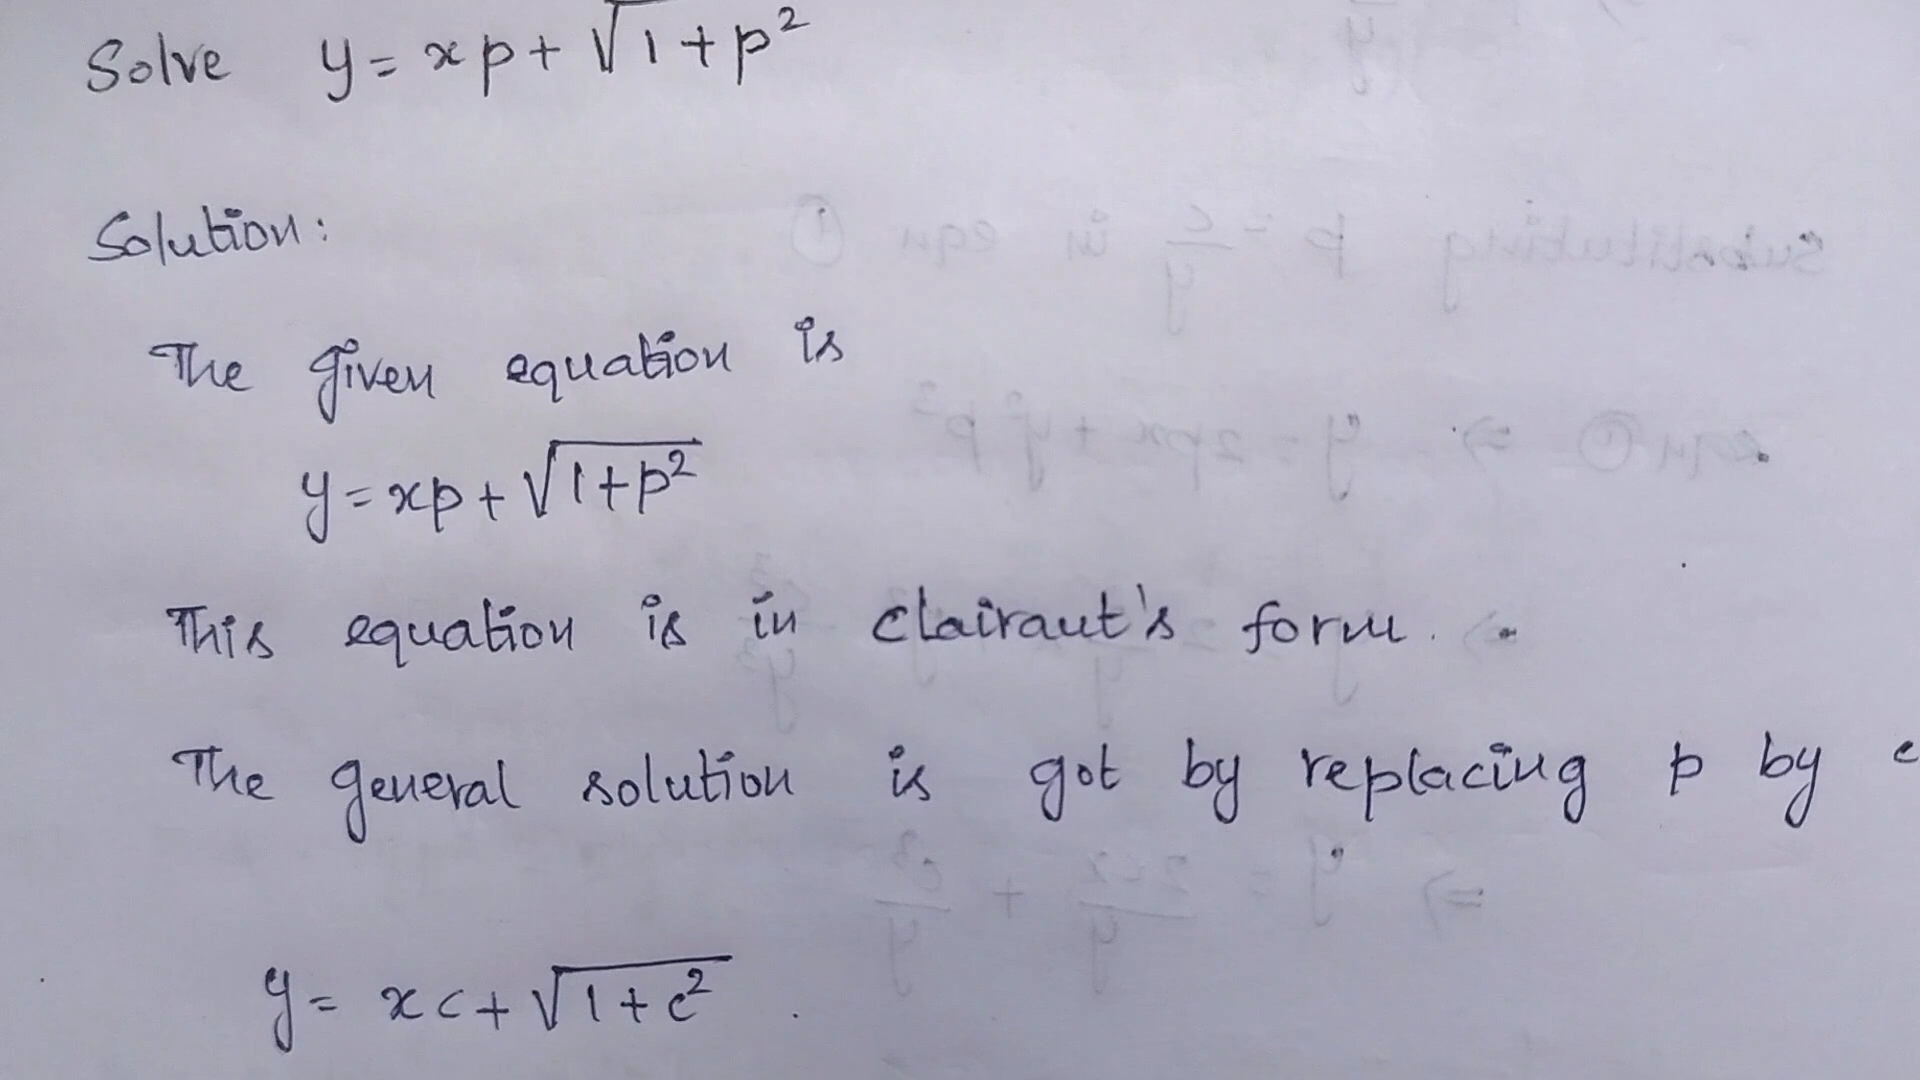 Solve y = xp + √1+p²
Solution:
The given equation is
y = xp + √1+p²
This equation is in clairaut's form.
The general solution is got by replacing p by c
y = xc + √1+c² .